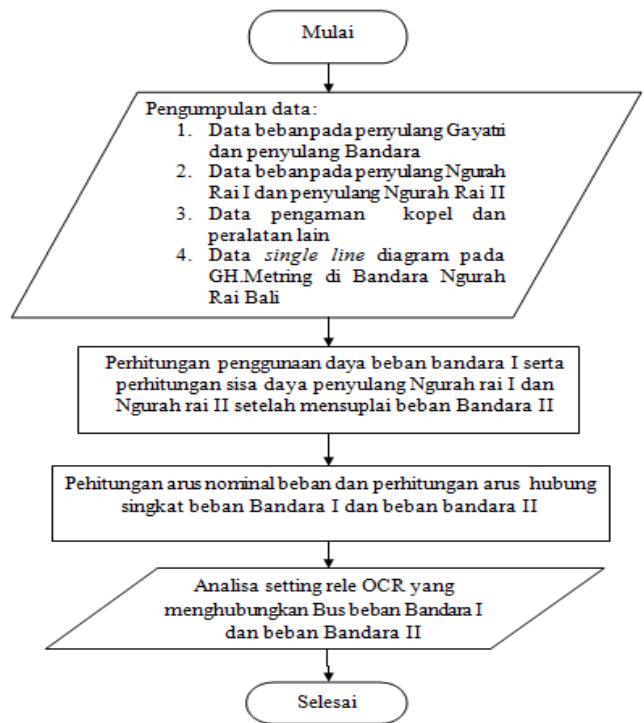 Mulai
Pengumpulan data:
1. Data bebanpada penyulang Gayatri
dan penyulang Bandara
2. Data bebanpada penyulang Ngurah
Rai I dan penyulang Ngurah Rai II
3. Data pengaman kopel dan
peralatan lain
4. Data single line diagram pada
GH.Metring di Bandara Ngurah
Rai Bali
Perhitungan penggunaan daya beban bandara I serta
perhitungan sisa daya penyulang Ngurah rai I dan
Ngurah rai II setelah mensuplai beban Bandara II
Pehitungan arus nominal beban dan perhitungan arus hubung
singkat beban Bandara I dan beban bandara II
Analisa setting rele OCR yang
menghubungkan Bus beban Bandara I
dan beban Bandara II
Selesai